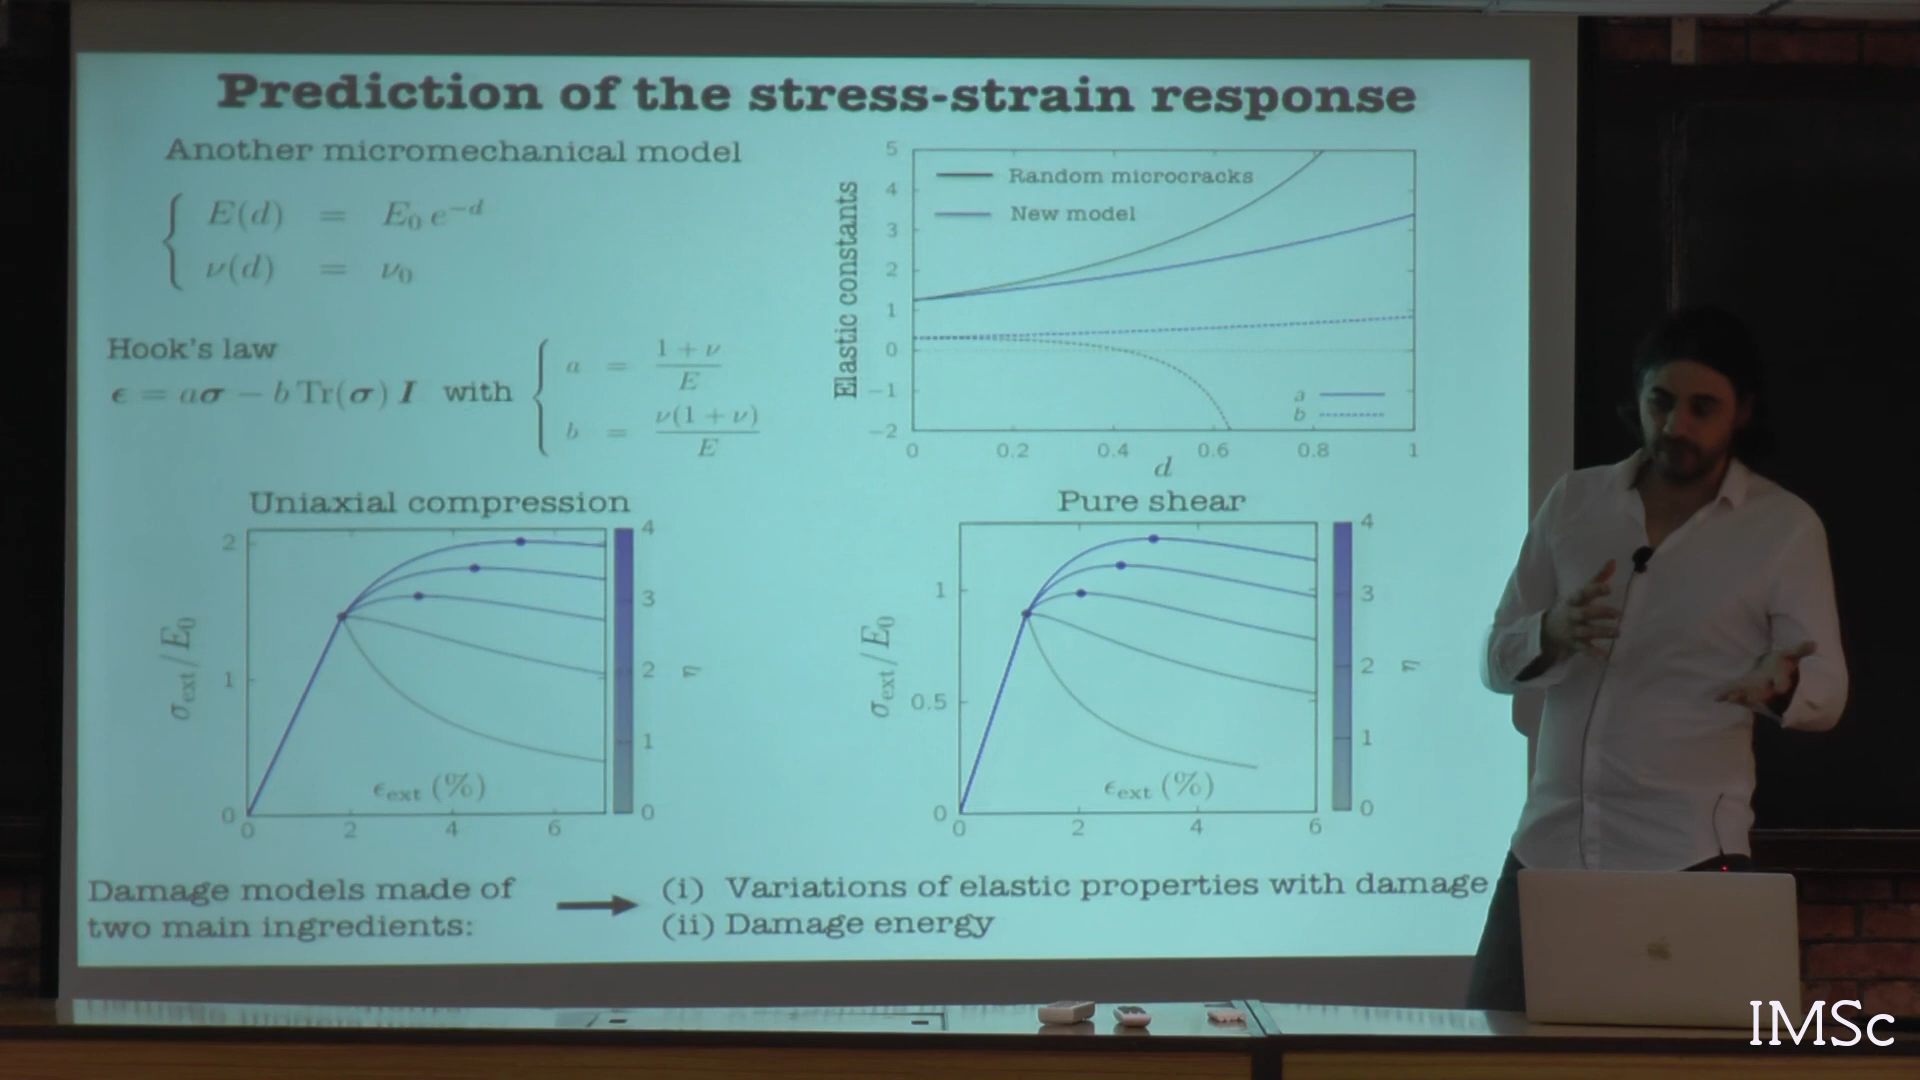 Prediction of the stress-strain response
Another micromechanical model
E(d) = E₀ e^{-d}
ν(d) = ν₀
Hook's law
ϵ = aσ − b Tr(σ) I with
a = (1 + ν)/E
b = ν(1 + ν)/E
Elastic constants
5
4
3
2
1
0
−1
−2
Random microcracks
New model
a
b
0 0.2 0.4 0.6 0.8 1
d
Uniaxial compression
σext/E₀
2
1
0
ϵext (%)
0 2 4 6
4
3
2
1
0
η
Pure shear
σext/E₀
1
0.5
0
ϵext (%)
0 2 4 6
4
3
2
1
0
η
Damage models made of
two main ingredients:
(i) Variations of elastic properties with damage
(ii) Damage energy
IMSc